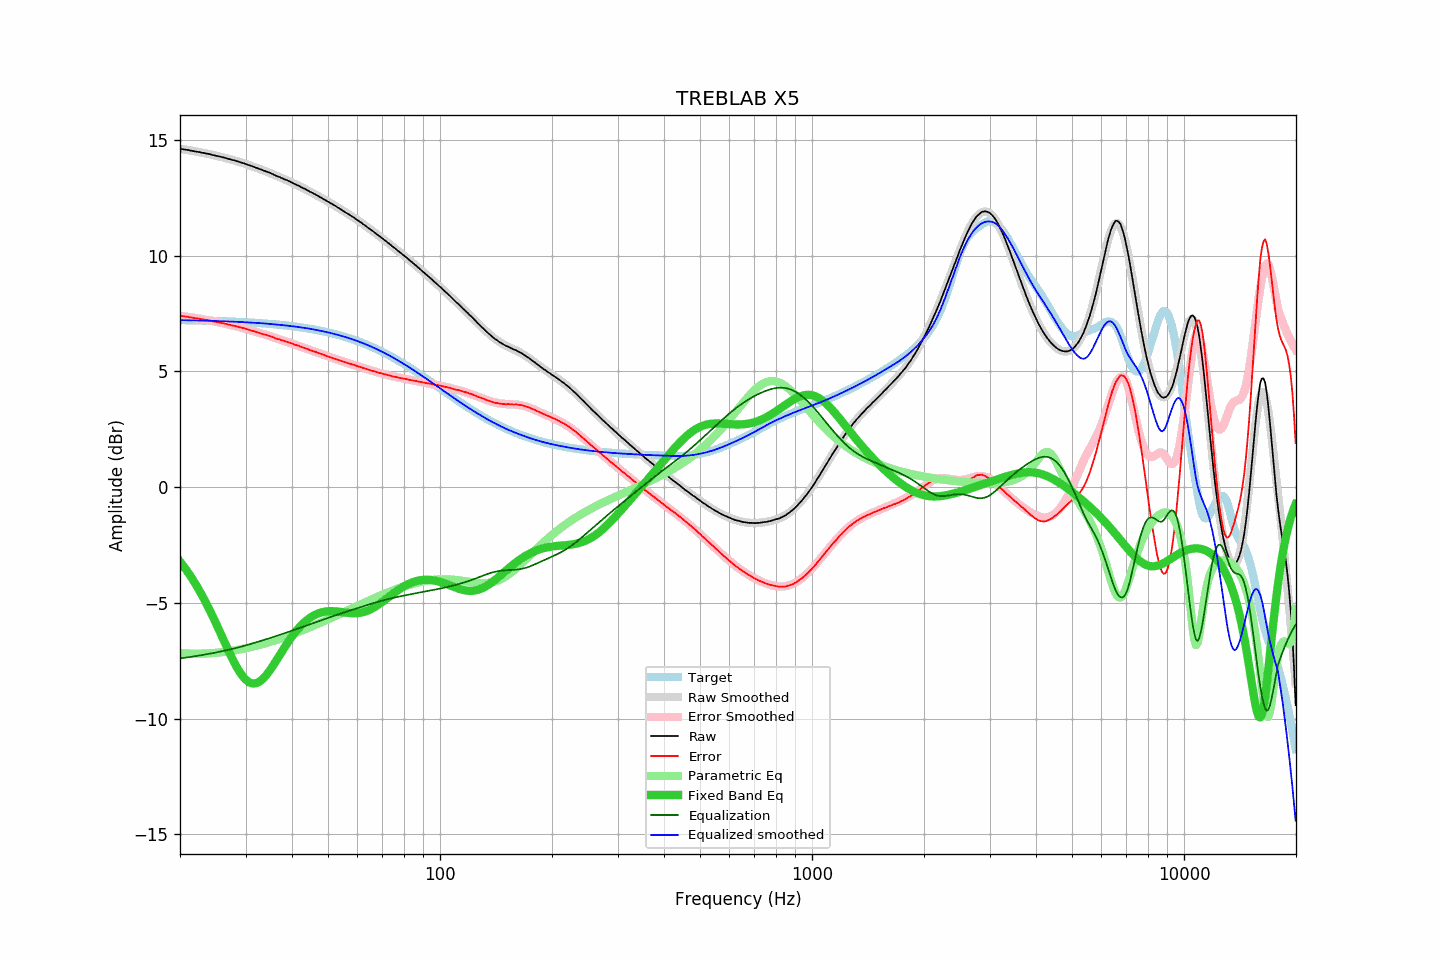 TREBLAB X5
15
10
5
0
−5
−10
−15
Amplitude (dBr)
100
1000
10000
Frequency (Hz)
Target
Raw Smoothed
Error Smoothed
Raw
Error
Parametric Eq
Fixed Band Eq
Equalization
Equalized smoothed